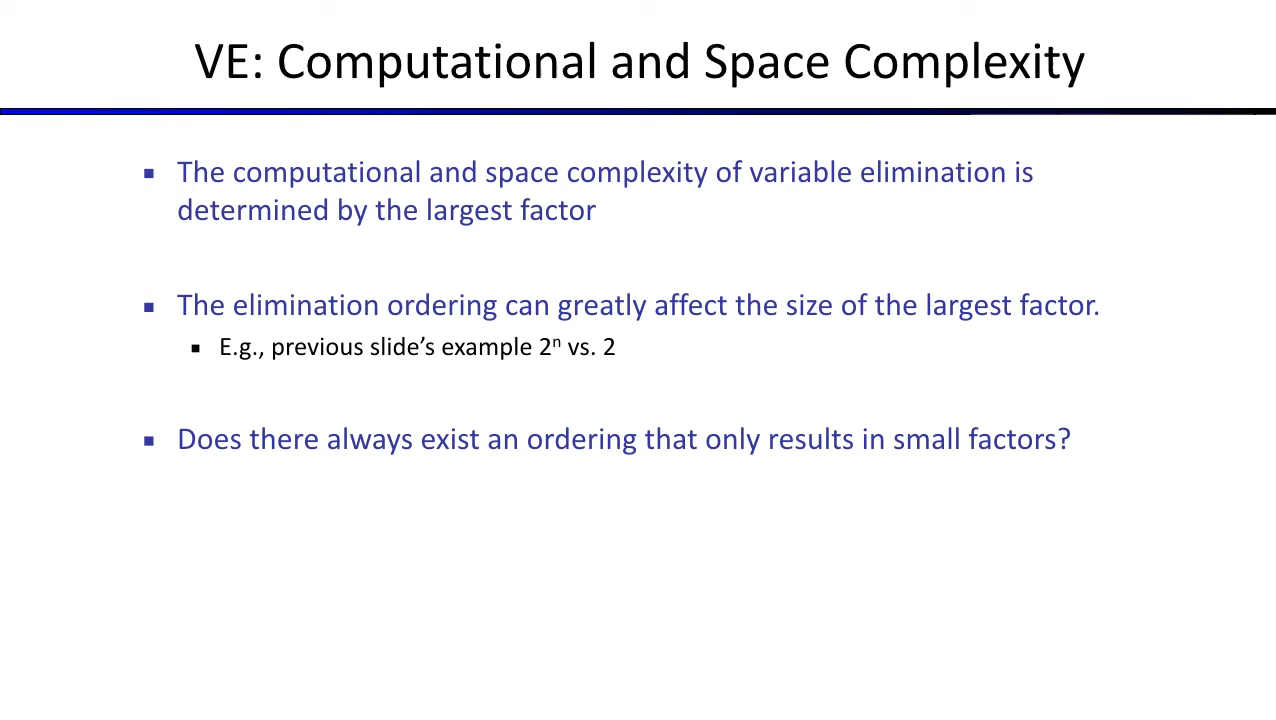 VE: Computational and Space Complexity
▪ The computational and space complexity of variable elimination is
determined by the largest factor
▪ The elimination ordering can greatly affect the size of the largest factor.
▪ E.g., previous slide’s example 2ⁿ vs. 2
▪ Does there always exist an ordering that only results in small factors?